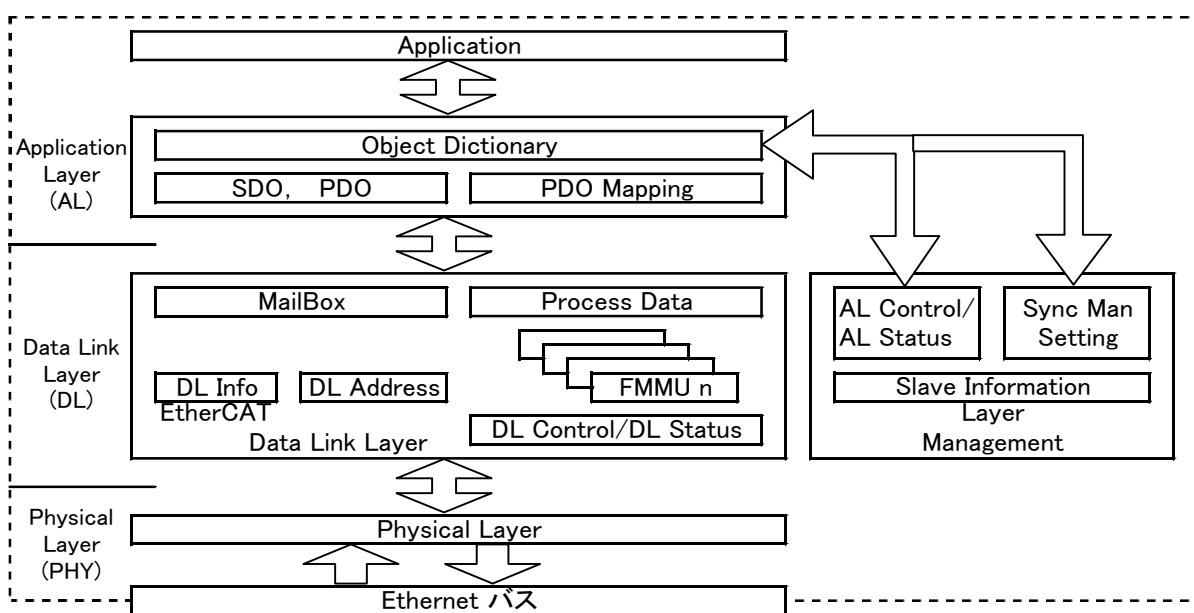 Application
Application
Layer
(AL)
Object Dictionary
SDO, PDO
PDO Mapping
Data Link
Layer
(DL)
MailBox
Process Data
FMMU n
DL Info
DL Address
EtherCAT
Data Link Layer
DL Control/DL Status
AL Control/
AL Status
Sync Man
Setting
Slave Information
Layer
Management
Physical
Layer
(PHY)
Physical Layer
Ethernet バス